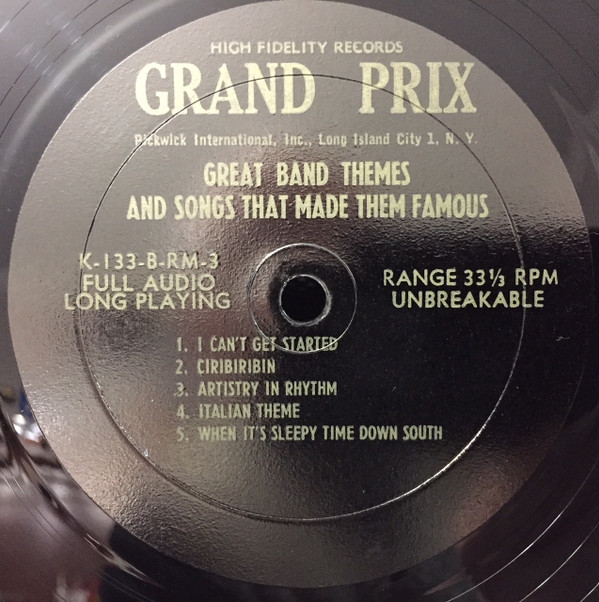 HIGH FIDELITY RECORDS
GRAND PRIX
Pickwick International, Inc., Long Island City 1, N. Y.
GREAT BAND THEMES
AND SONGS THAT MADE THEM FAMOUS
K-133-B-RM-3
FULL AUDIO
LONG PLAYING
RANGE 33⅓ RPM
UNBREAKABLE
1. I CAN'T GET STARTED
2. CIRIBIRIBIN
3. ARTISTRY IN RHYTHM
4. ITALIAN THEME
5. WHEN IT'S SLEEPY TIME DOWN SOUTH